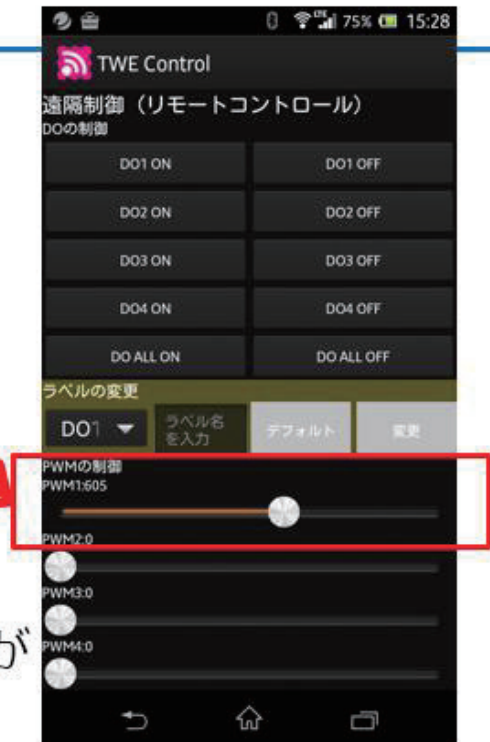 75% 15:28
TWE Control
遠隔制御（リモートコントロール）
DOの制御
DO1 ON DO1 OFF
DO2 ON DO2 OFF
DO3 ON DO3 OFF
DO4 ON DO4 OFF
DO ALL ON DO ALL OFF
ラベルの変更
DO1 ラベル名を入力 デフォルト 変更
PWMの制御
PWM1:605
PWM2:0
PWM3:0
が
PWM4:0